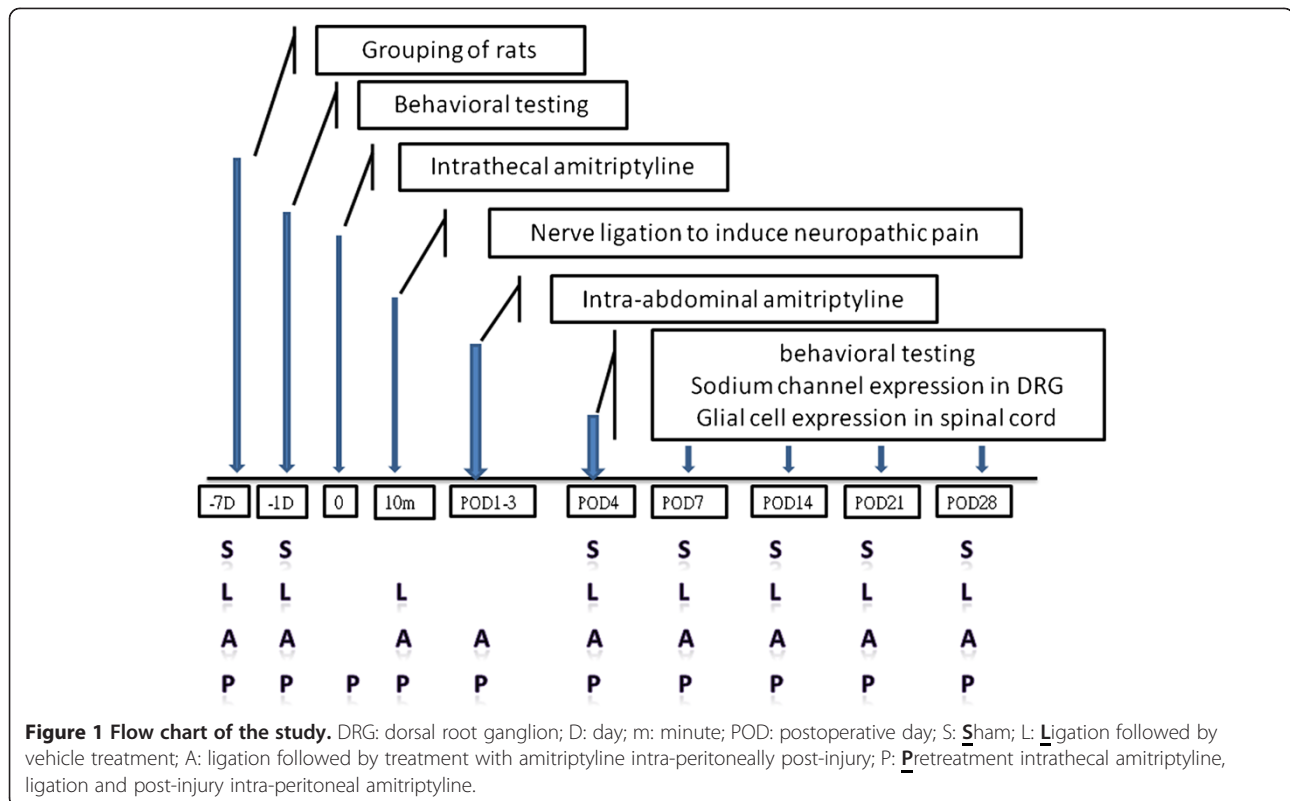 Grouping of rats
Behavioral testing
Intrathecal amitriptyline
Nerve ligation to induce neuropathic pain
Intra-abdominal amitriptyline
behavioral testing
Sodium channel expression in DRG
Glial cell expression in spinal cord
-7D -1D 0 10m POD1-3 POD4 POD7 POD14 POD21 POD28
S S S S S S S
L L L L L L L L
A A A A A A A A A
P P P P P P P P P P
Figure 1 Flow chart of the study. DRG: dorsal root ganglion; D: day; m: minute; POD: postoperative day; S: Sham; L: Ligation followed by
vehicle treatment; A: ligation followed by treatment with amitriptyline intra-peritoneally post-injury; P: Pretreatment intrathecal amitriptyline,
ligation and post-injury intra-peritoneal amitriptyline.